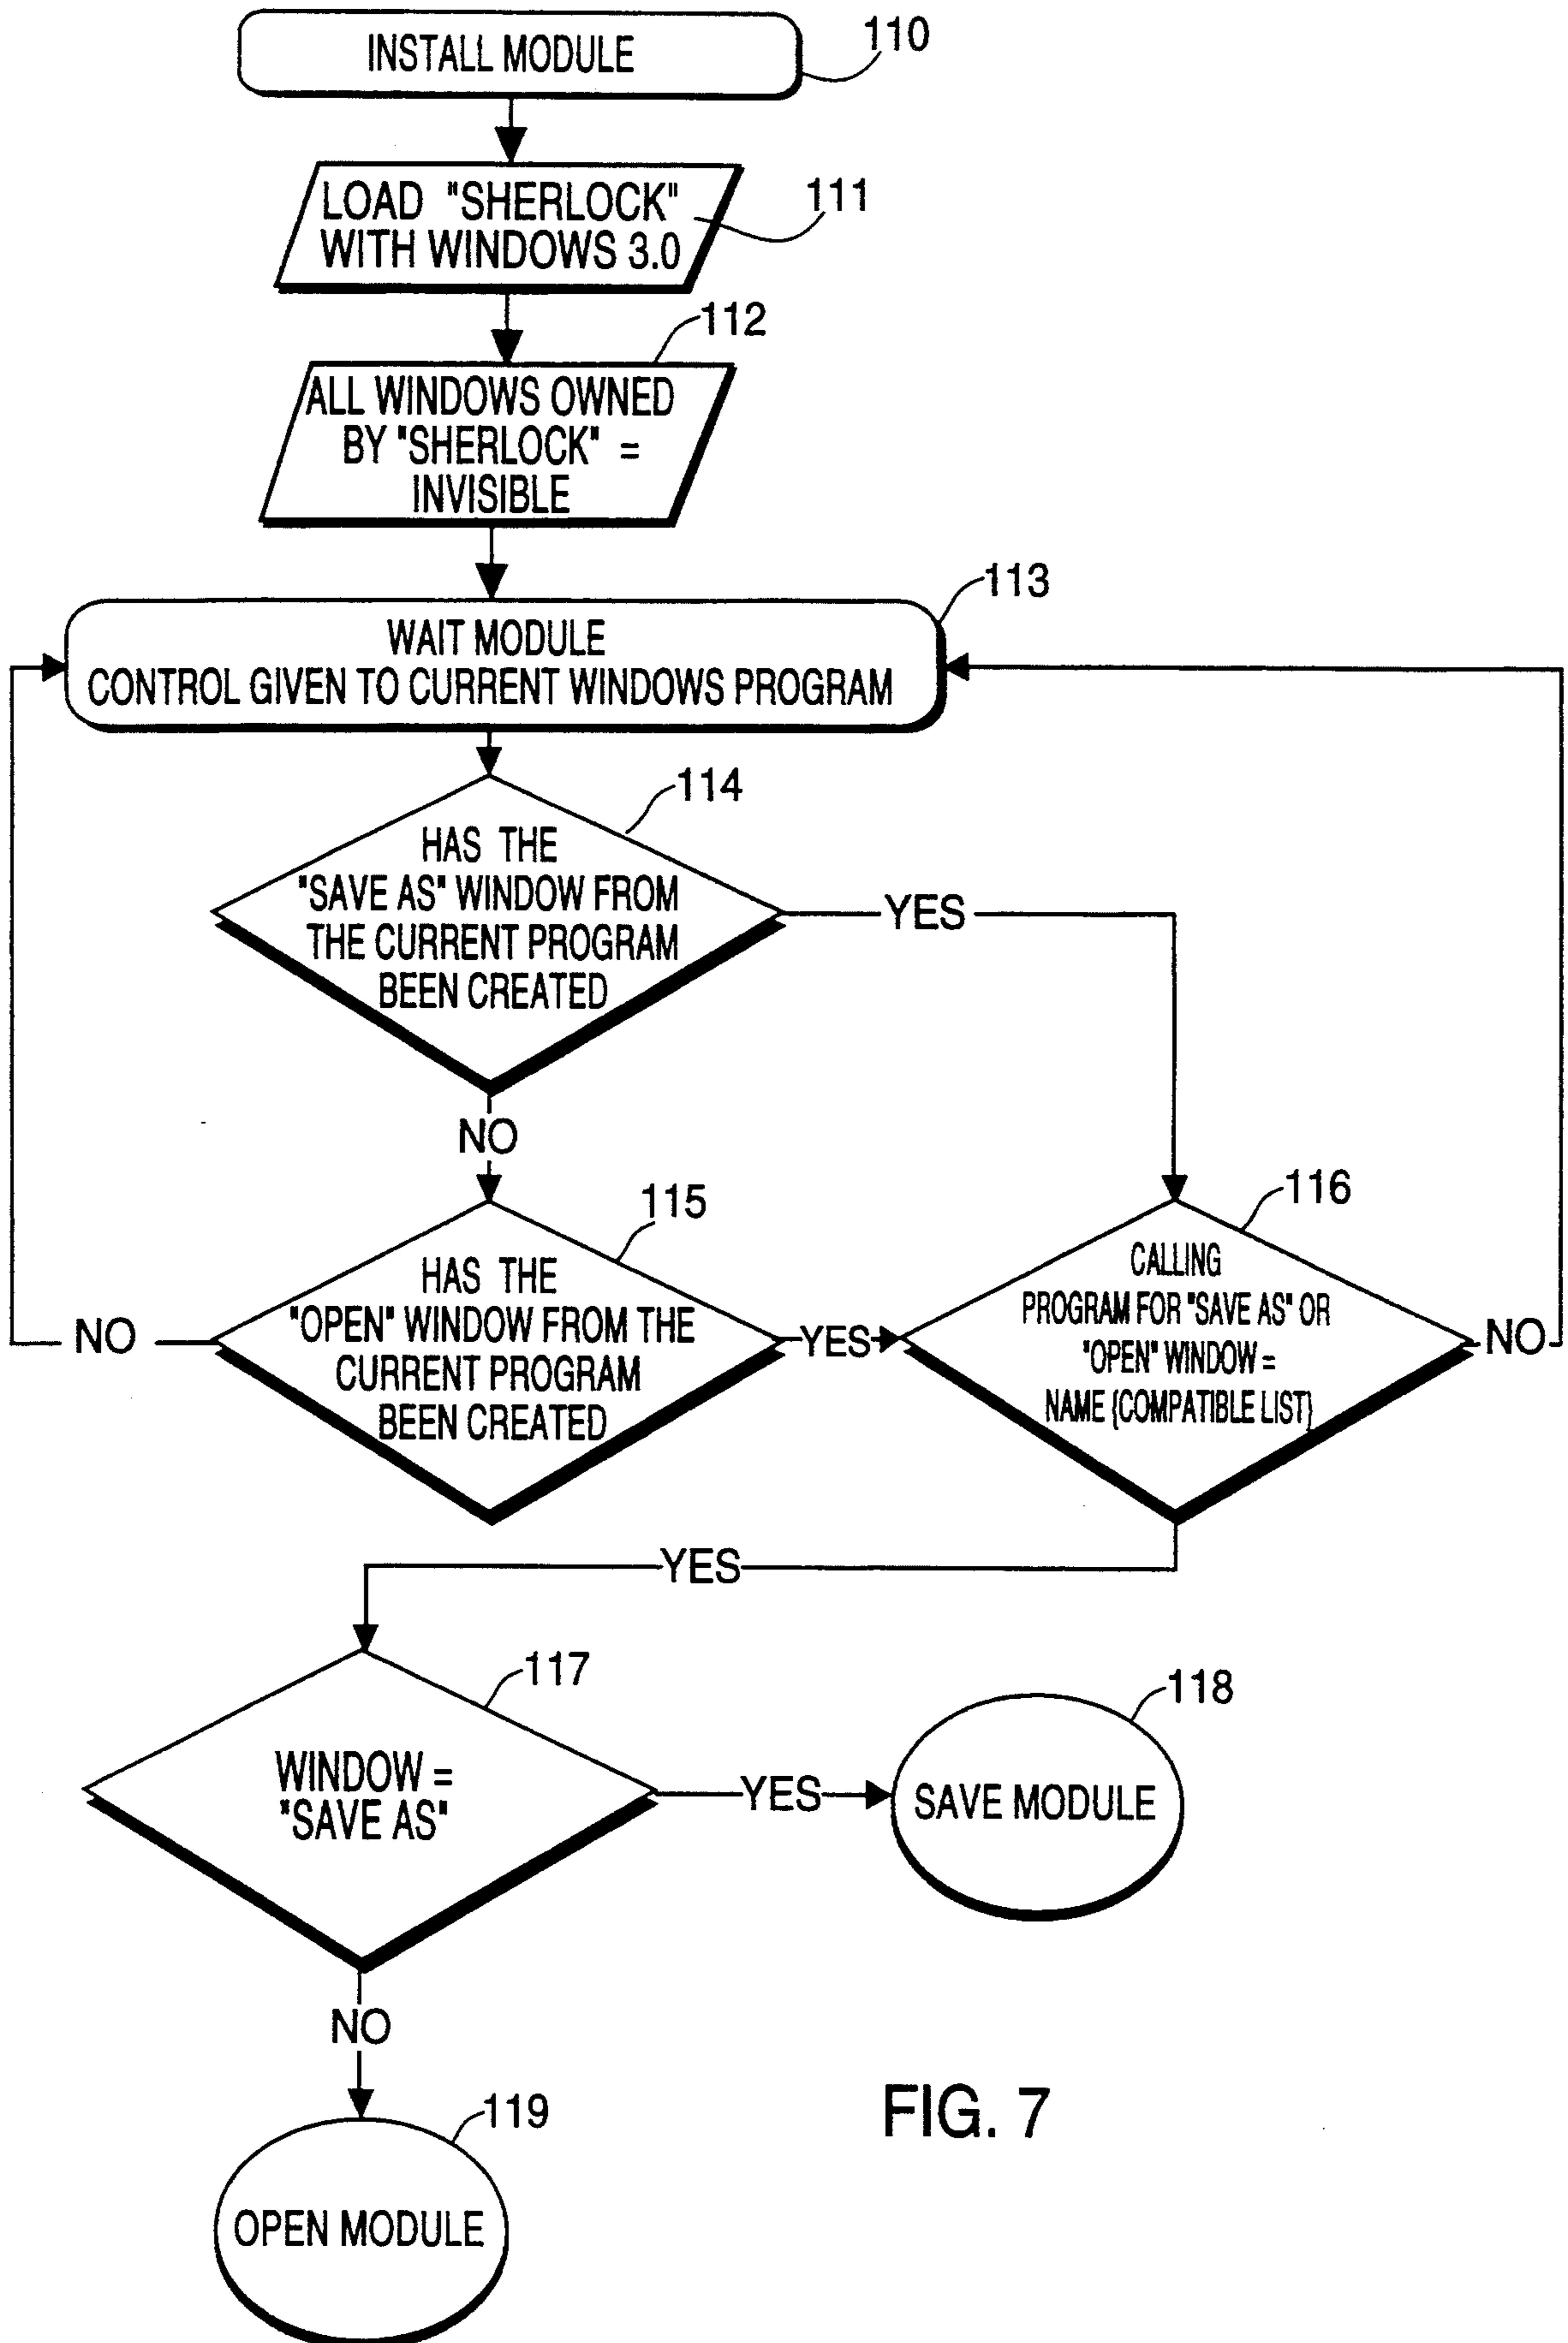 INSTALL MODULE
110
LOAD "SHERLOCK"
WITH WINDOWS 3.0
111
112
ALL WINDOWS OWNED
BY "SHERLOCK" =
INVISIBLE
113
WAIT MODULE
CONTROL GIVEN TO CURRENT WINDOWS PROGRAM
114
HAS THE
"SAVE AS" WINDOW FROM
THE CURRENT PROGRAM
BEEN CREATED
YES
NO
115
HAS THE
"OPEN" WINDOW FROM THE
CURRENT PROGRAM
BEEN CREATED
NO
YES
116
CALLING
PROGRAM FOR "SAVE AS" OR
"OPEN" WINDOW =
NAME {COMPATIBLE LIST}
NO
YES
117
WINDOW =
"SAVE AS"
YES
118
SAVE MODULE
NO
119
OPEN MODULE
FIG. 7